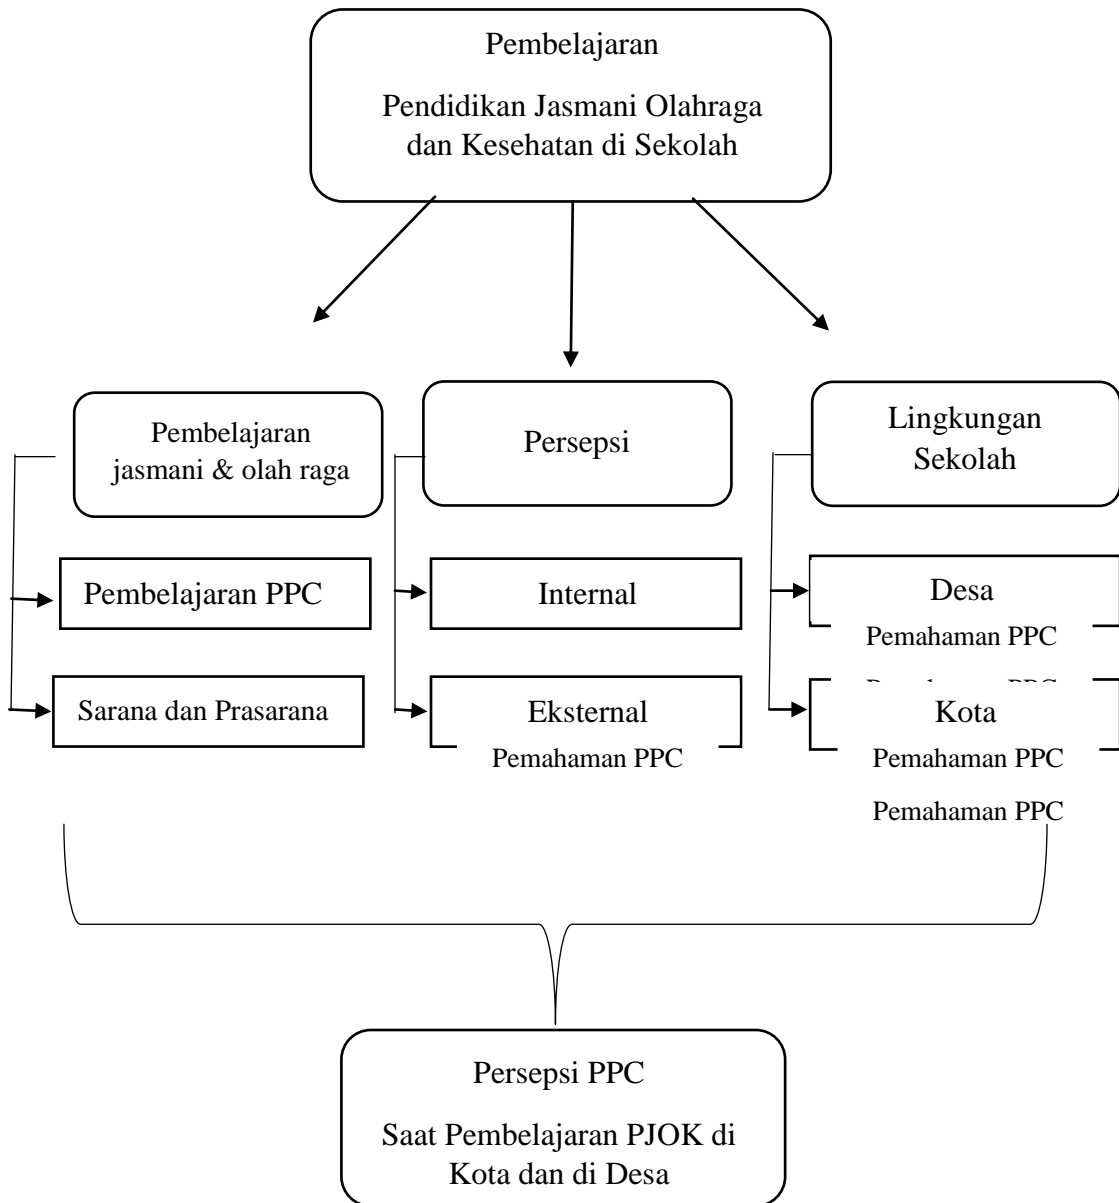 Pembelajaran
Pendidikan Jasmani Olahraga
dan Kesehatan di Sekolah
Pembelajaran
jasmani & olah raga
Persepsi
Lingkungan
Sekolah
Pembelajaran PPC
Internal
Desa
Pemahaman PPC
Sarana dan Prasarana
Eksternal
Pemahaman PPC
Kota
Pemahaman PPC
Pemahaman PPC
Persepsi PPC
Saat Pembelajaran PJOK di
Kota dan di Desa